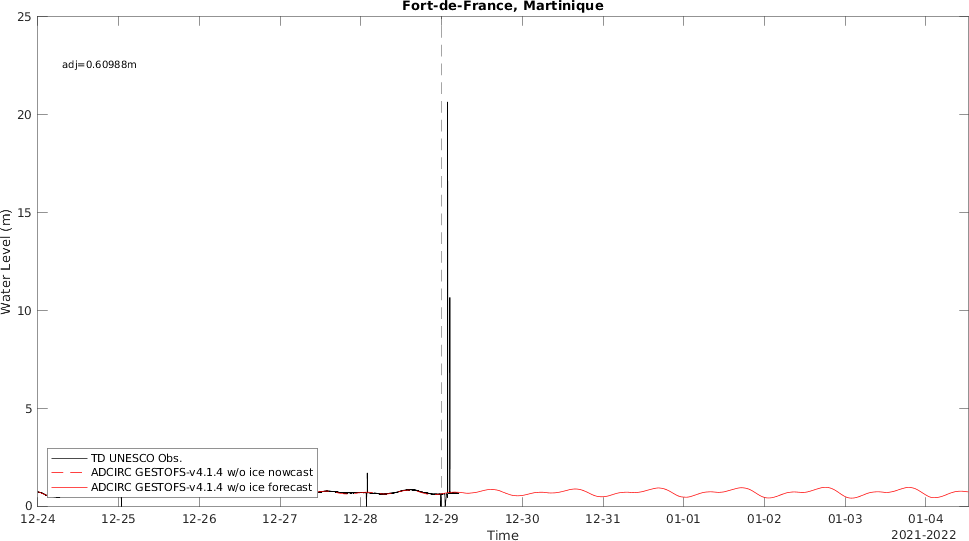 Fort-de-France, Martinique
25
adj=0.60988m
20
15
Water Level (m)
10
5
TD UNESCO Obs.
ADCIRC GESTOFS-v4.1.4 w/o ice nowcast
ADCIRC GESTOFS-v4.1.4 w/o ice forecast
0
12-24 12-25 12-26 12-27 12-28 12-29 12-30 12-31 01-01 01-02 01-03 01-04
2021-2022
Time